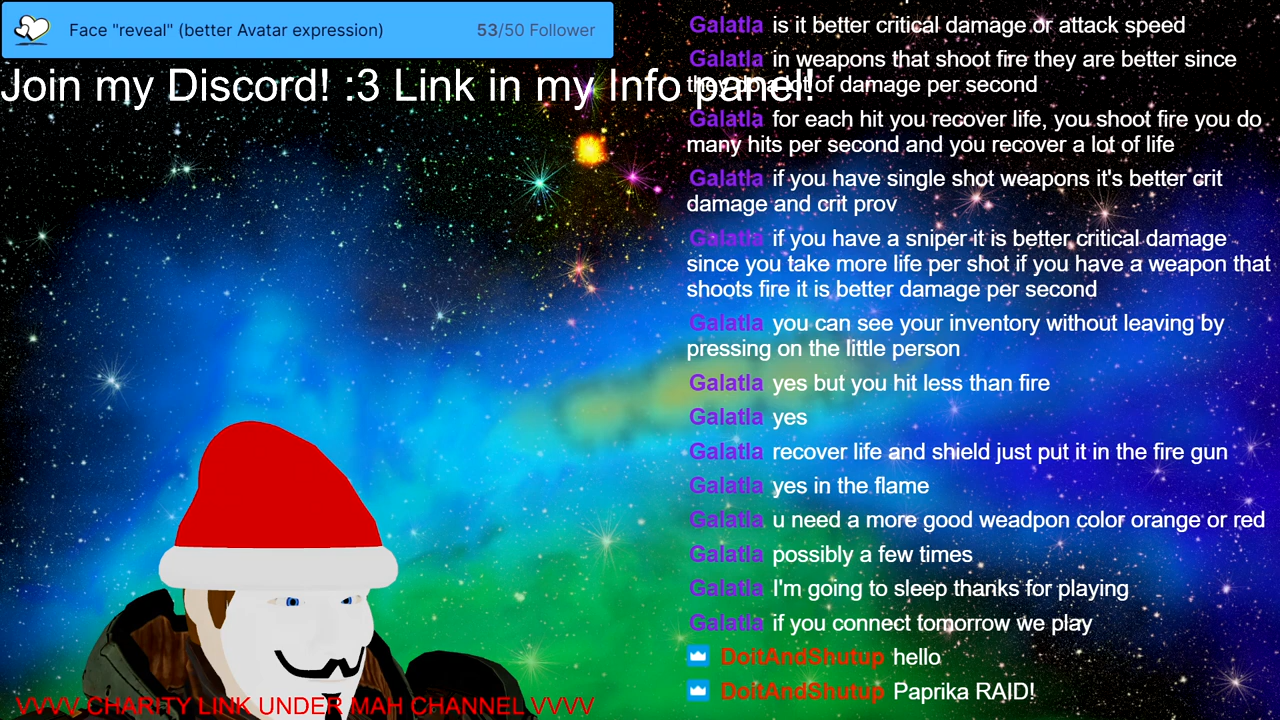 Face "reveal" (better Avatar expression) 53/50 Follower
Join my Discord! :3 Link in my Info panel!
Galatla is it better critical damage or attack speed
Galatla in weapons that shoot fire they are better since
they do a lot of damage per second
Galatla for each hit you recover life, you shoot fire you do
many hits per second and you recover a lot of life
Galatla if you have single shot weapons it's better crit
damage and crit prov
Galatla if you have a sniper it is better critical damage
since you take more life per shot if you have a weapon that
shoots fire it is better damage per second
Galatla you can see your inventory without leaving by
pressing on the little person
Galatla yes but you hit less than fire
Galatla yes
Galatla recover life and shield just put it in the fire gun
Galatla yes in the flame
Galatla u need a more good weadpon color orange or red
Galatla possibly a few times
Galatla I'm going to sleep thanks for playing
Galatla if you connect tomorrow we play
DoitAndShutup hello
DoitAndShutup Paprika RAID!
VVVV CHARITY LINK UNDER MAH CHANNEL VVVV